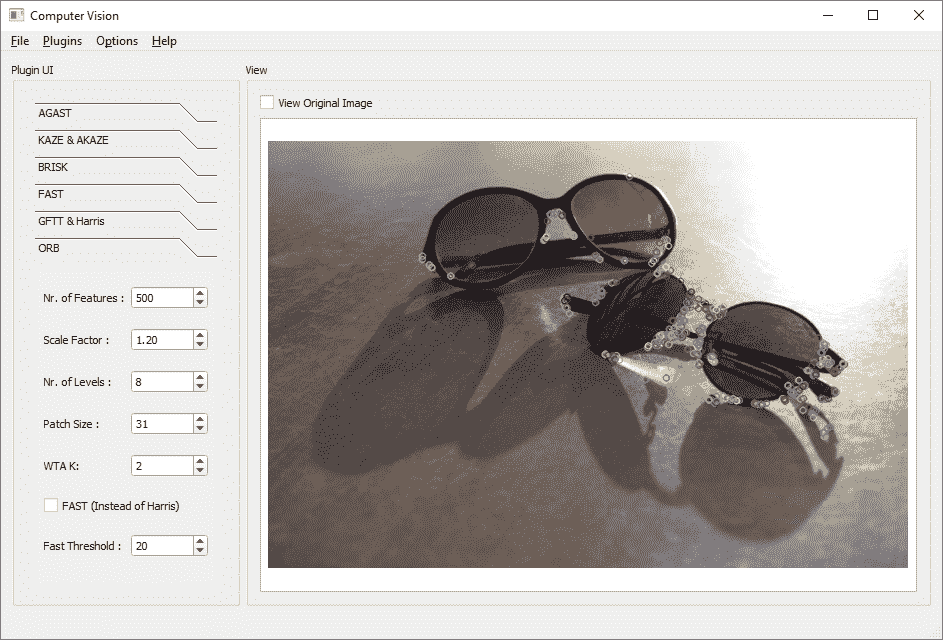 Computer Vision
File Plugins Options Help
Plugin UI
View
AGAST
KAZE & AKAZE
BRISK
FAST
GFTT & Harris
ORB
Nr. of Features : 500
Scale Factor : 1.20
Nr. of Levels : 8
Patch Size : 31
WTA K: 2
FAST (Instead of Harris)
Fast Threshold : 20
View Original Image